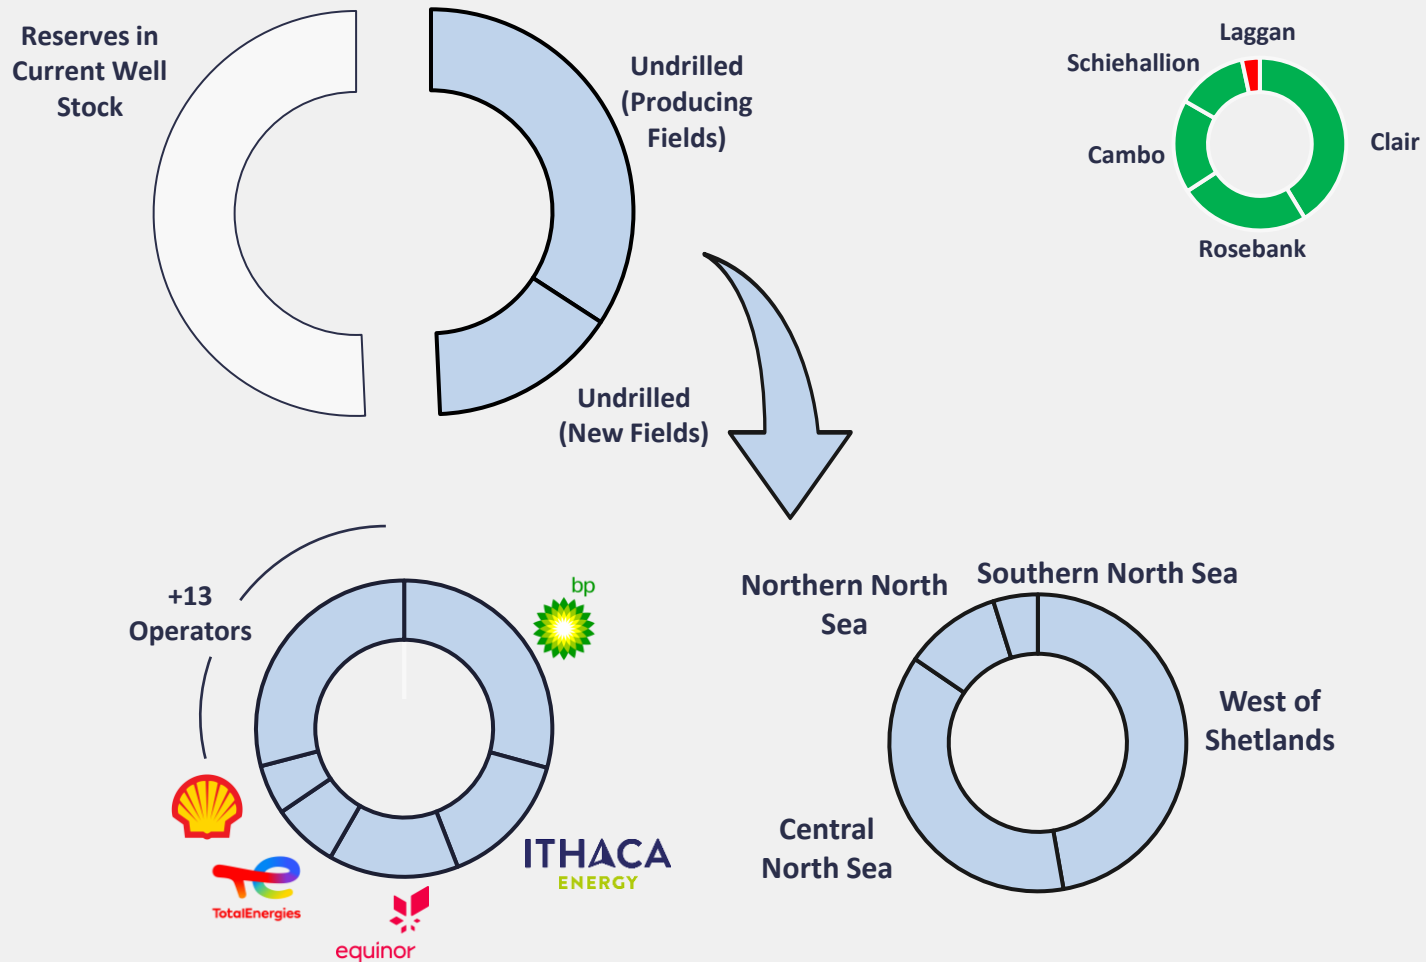 Reserves in
Current Well
Stock
Undrilled
(Producing
Fields)
Undrilled
(New Fields)
Laggan
Schiehallion
Clair
Cambo
Rosebank
+13
Operators
bp
ITHACA
ENERGY
TotalEnergies
equinor
Northern North
Sea
Southern North Sea
West of
Shetlands
Central
North Sea